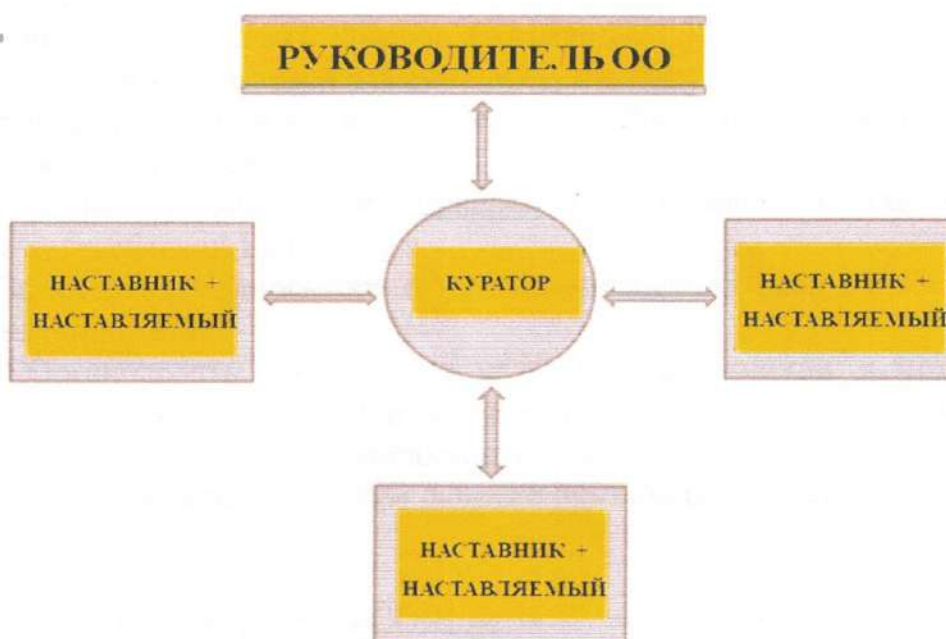 РУКОВОДИТЕЛЬ ОО
НАСТАВНИК +
НАСТАВЛЯЕМЫЙ
КУРАТОР
НАСТАВНИК +
НАСТАВЛЯЕМЫЙ
НАСТАВНИК +
НАСТАВЛЯЕМЫЙ